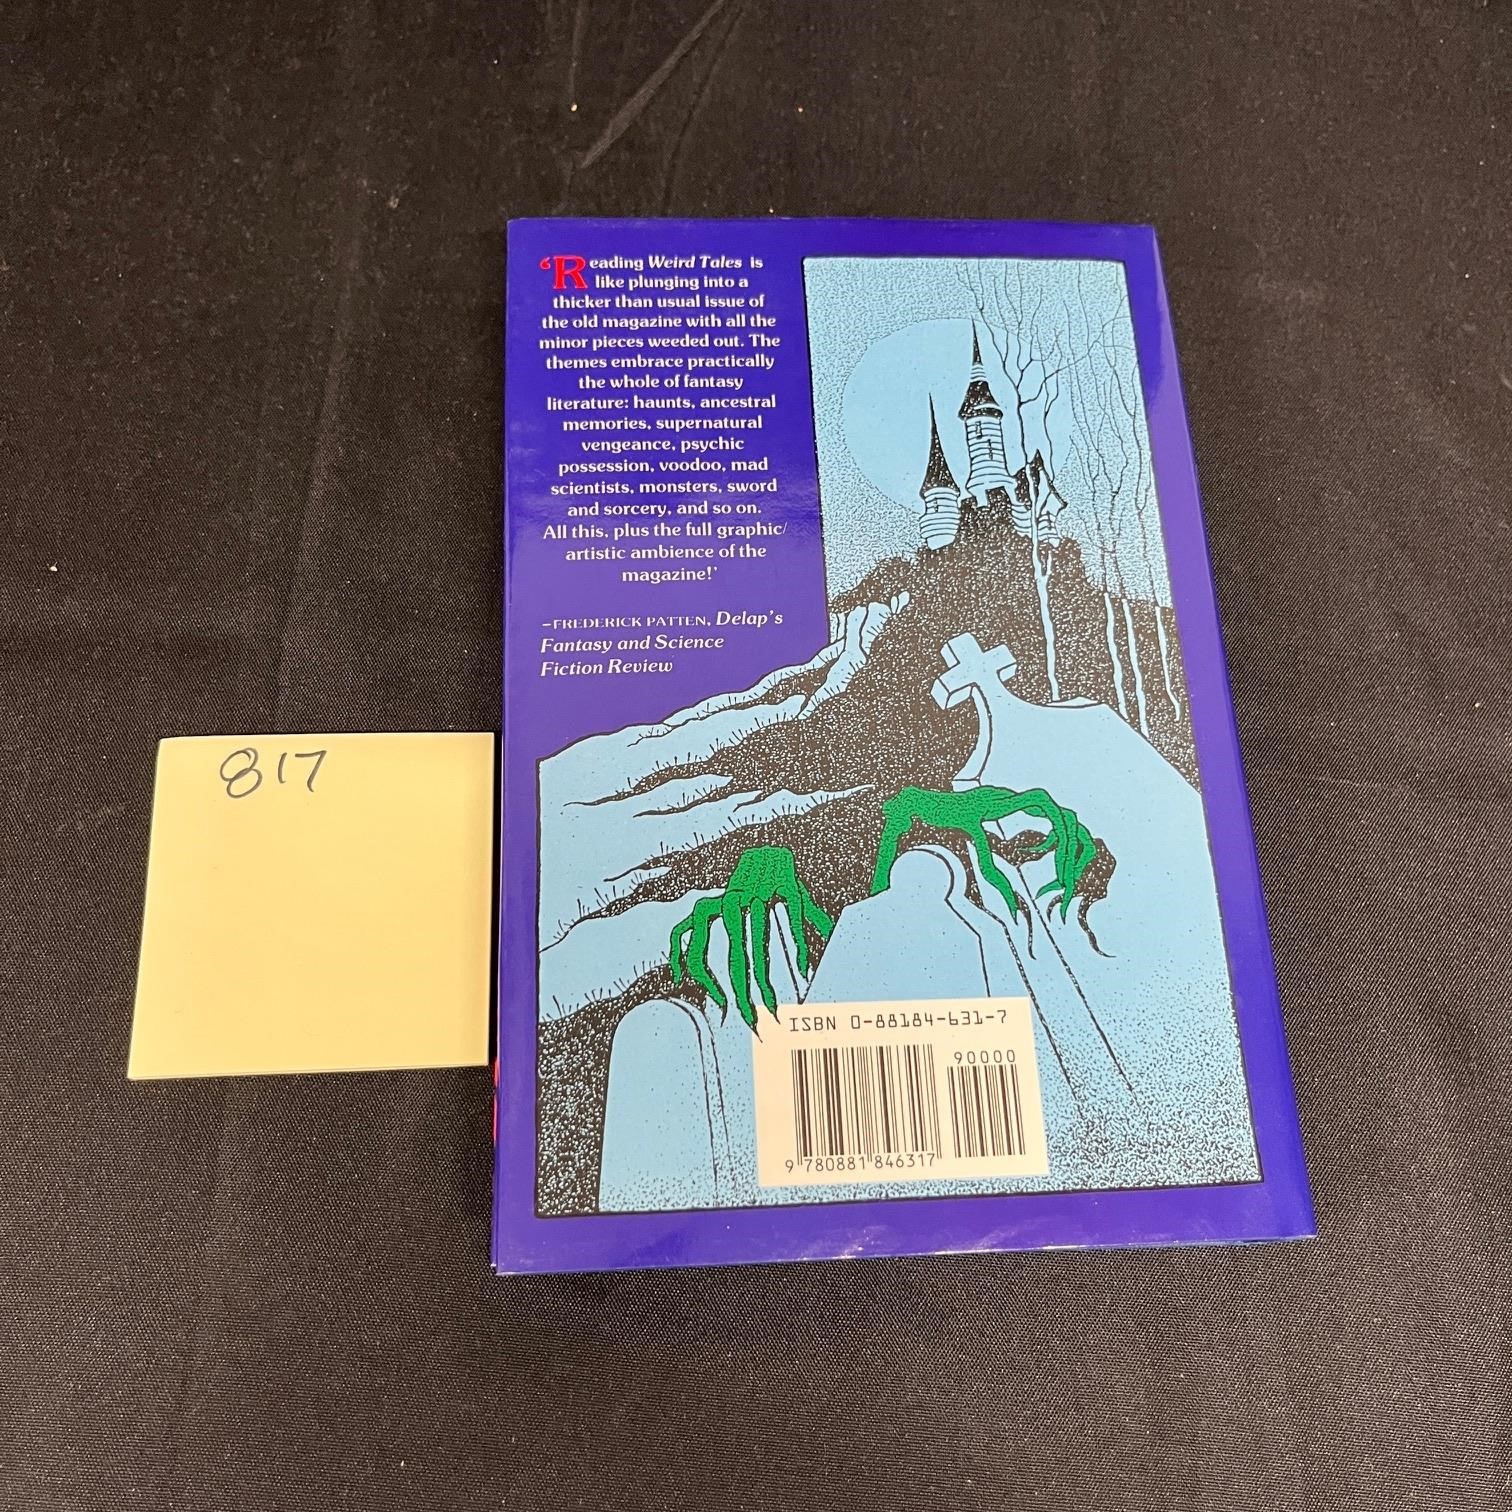 817
‘Reading Weird Tales is
like plunging into a
thicker than usual issue of
the old magazine with all the
minor pieces weeded out. The
themes embrace practically
the whole of fantasy
literature: haunts, ancestral
memories, supernatural
vengeance, psychic
possession, voodoo, mad
scientists, monsters, sword
and sorcery, and so on.
All this, plus the full graphic/
artistic ambience of the
magazine!’
–FREDERICK PATTEN, Delap's
Fantasy and Science
Fiction Review
ISBN 0-88184-631-7
90000
9 780881 846317